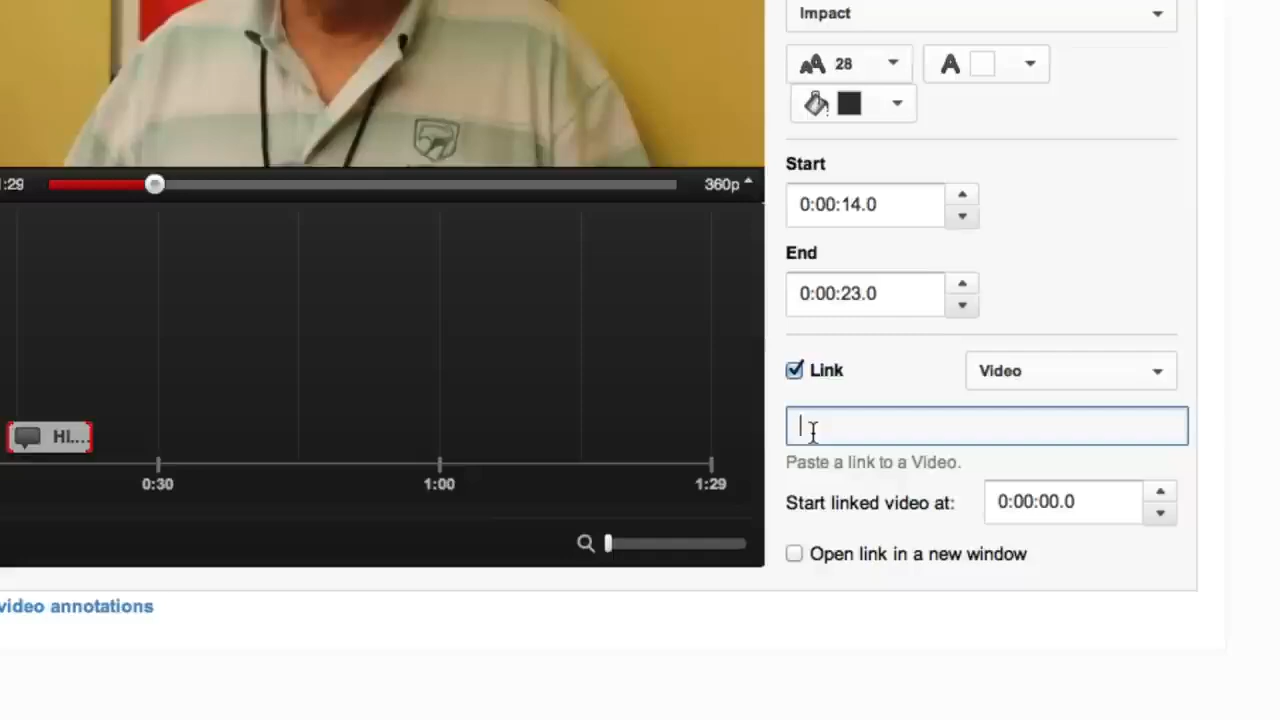 Impact
28
A
Start
:29
360p
0:00:14.0
End
0:00:23.0
Link
Video
HI....
Paste a link to a Video.
0:30
1:00
1:29
Start linked video at:
0:00:00.0
Open link in a new window
video annotations